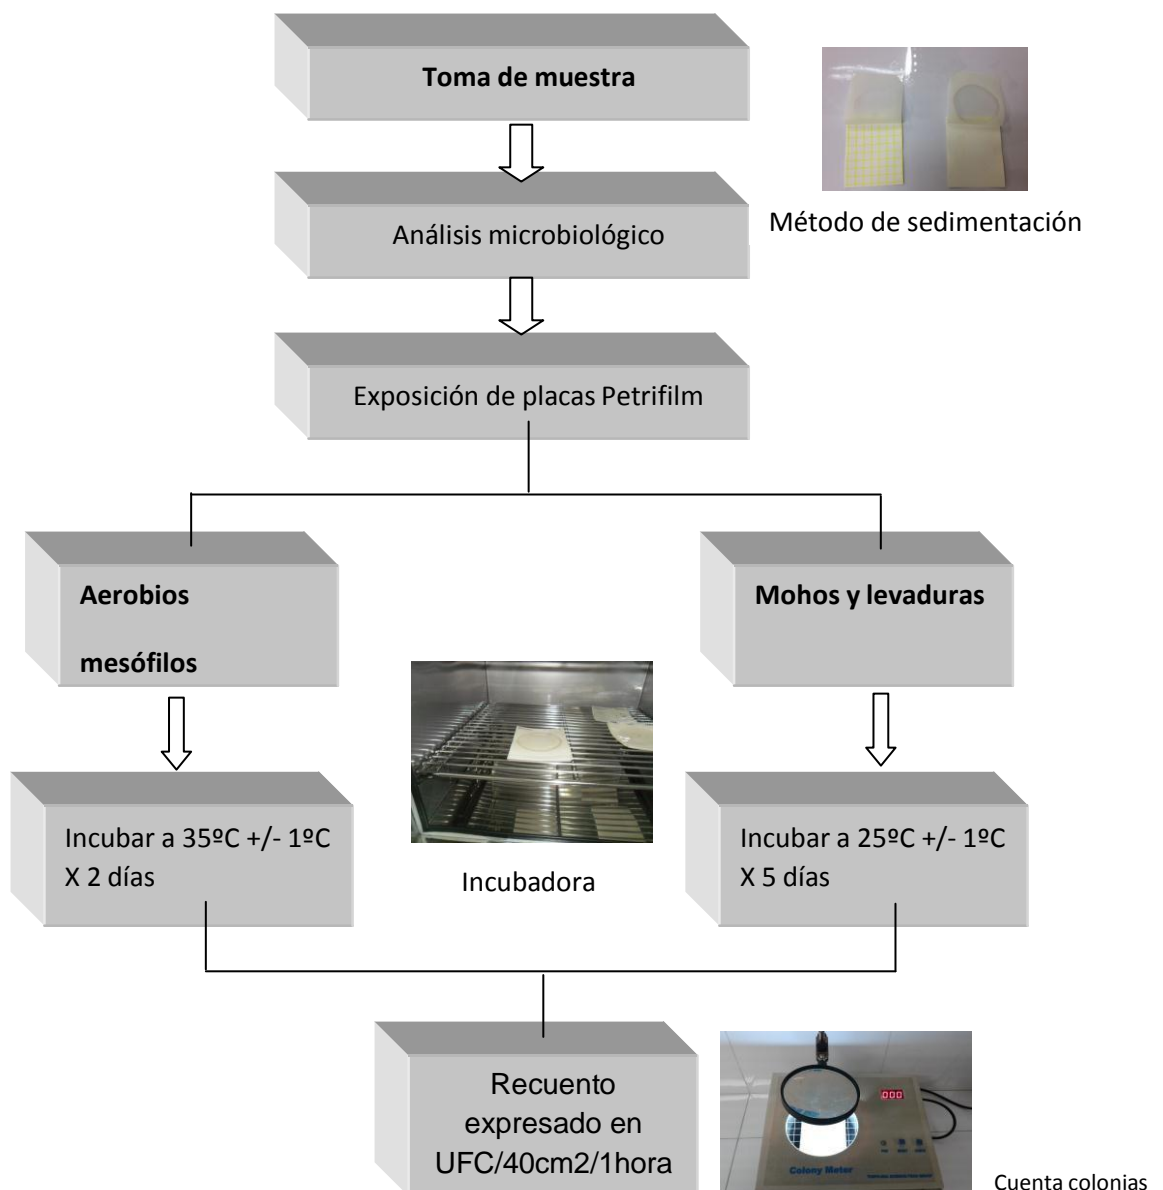 Toma de muestra
Análisis microbiológico
Método de sedimentación
Exposición de placas Petrifilm
Aerobios
mesófilos
Mohos y levaduras
Incubar a 35ºC +/- 1ºC
X 2 días
Incubadora
Incubar a 25ºC +/- 1ºC
X 5 días
Recuento
expresado en
UFC/40cm2/1hora
000
Colony Meter
Cuenta colonias